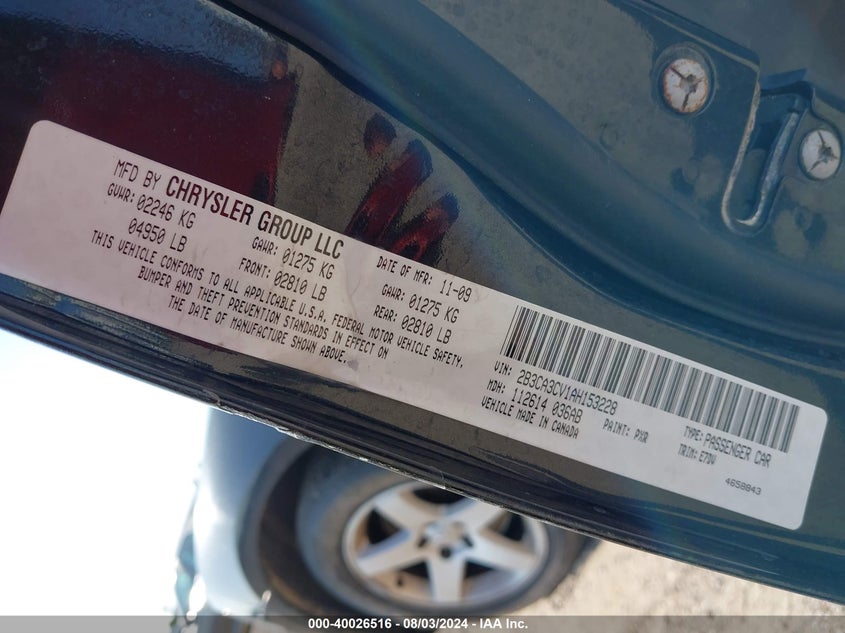 MFD BY CHRYSLER GROUP LLC
DATE OF MFR: 11-09
GVWR: 02246 KG
04950 LB
GAWR: 01275 KG
FRONT: 02810 LB
GAWR: 01275 KG
REAR: 02810 LB
THIS VEHICLE CONFORMS TO ALL APPLICABLE U.S.A. FEDERAL MOTOR VEHICLE SAFETY,
BUMPER AND THEFT PREVENTION STANDARDS IN EFFECT ON
THE DATE OF MANUFACTURE SHOWN ABOVE.
VIN: 2B3CA3CV1AH153228
TYPE: PASSENGER CAR
MDH: 112614 036AB
PAINT: PXR
TRIM: E7DV
VEHICLE MADE IN CANADA
4658843
000-40026516 - 08/03/2024 - IAA Inc.